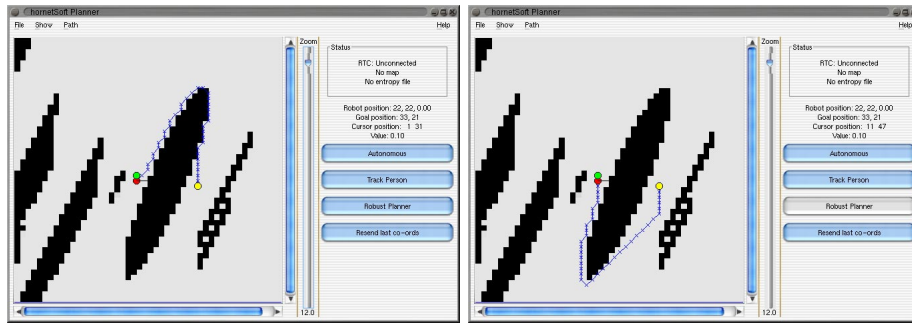 hornetSoft Planner
File Show Path Help
Zoom
Status
RTC: Unconnected
No map
No entropy file
Robot position: 22, 22, 0.00
Goal position: 33, 21
Cursor position: 1 31
Value: 0.10
Autonomous
Track Person
Robust Planner
Resend last co-ords
12.0
hornetSoft Planner
File Show Path Help
Zoom
Status
RTC: Unconnected
No map
No entropy file
Robot position: 22, 22, 0.00
Goal position: 33, 21
Cursor position: 11 47
Value: 0.10
Autonomous
Track Person
Robust Planner
Resend last co-ords
12.0